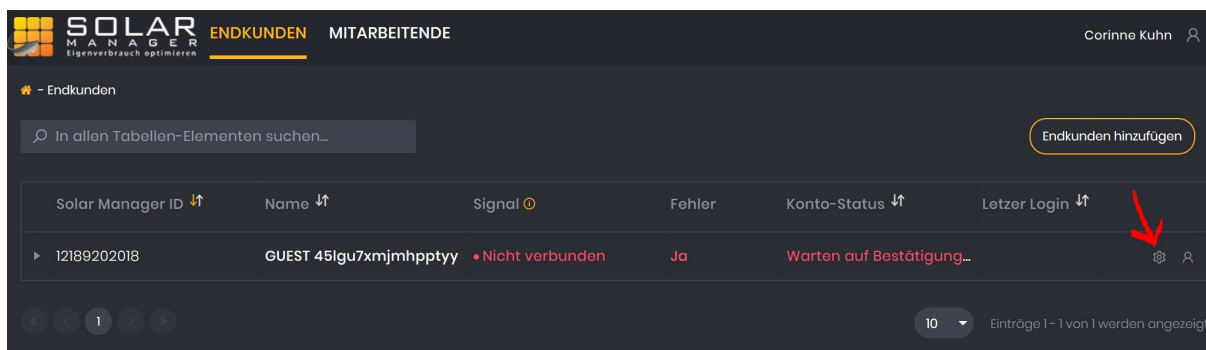 SOLAR
MANAGER
Eigenverbrauch optimieren
ENDKUNDEN MITARBEITENDE
Corinne Kuhn
- Endkunden
In allen Tabellen-Elementen suchen...
Endkunden hinzufügen
Solar Manager ID Name Signal Fehler Konto-Status Letzer Login
12189202018 GUEST 45lgu7xmjmhpptyy Nicht verbunden Ja Warten auf Bestätigung...
1
10 Einträge 1 - 1 von 1 werden angezeigt